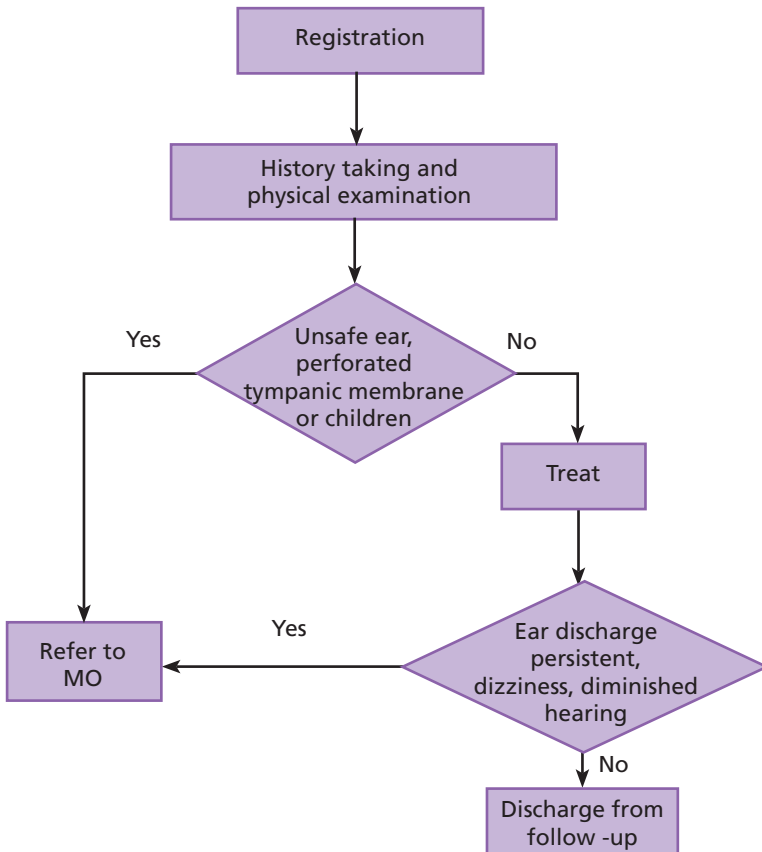 Registration
History taking and
physical examination
Yes
No
Unsafe ear,
perforated
tympanic membrane
or children
Treat
Yes
Refer to
MO
Ear discharge
persistent,
dizziness, diminished
hearing
No
Discharge from
follow -up